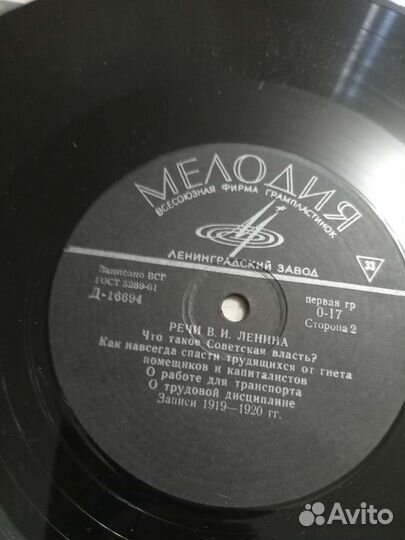 МЕЛОДИЯ
ВСЕСОЮЗНАЯ ФИРМА ГРАМПЛАСТИНОК
ЛЕНИНГРАДСКИЙ ЗАВОД
33
Записано ВСГ
ГОСТ 5289-61
Д-16694
первая гр
0-17
Сторона 2
РЕЧИ В. И. ЛЕНИНА
Что такое Советская власть?
Как навсегда спасти трудящихся от гнета
помещиков и капиталистов
О работе для транспорта
О трудовой дисциплине
Записи 1919—1920 гг.
Avito